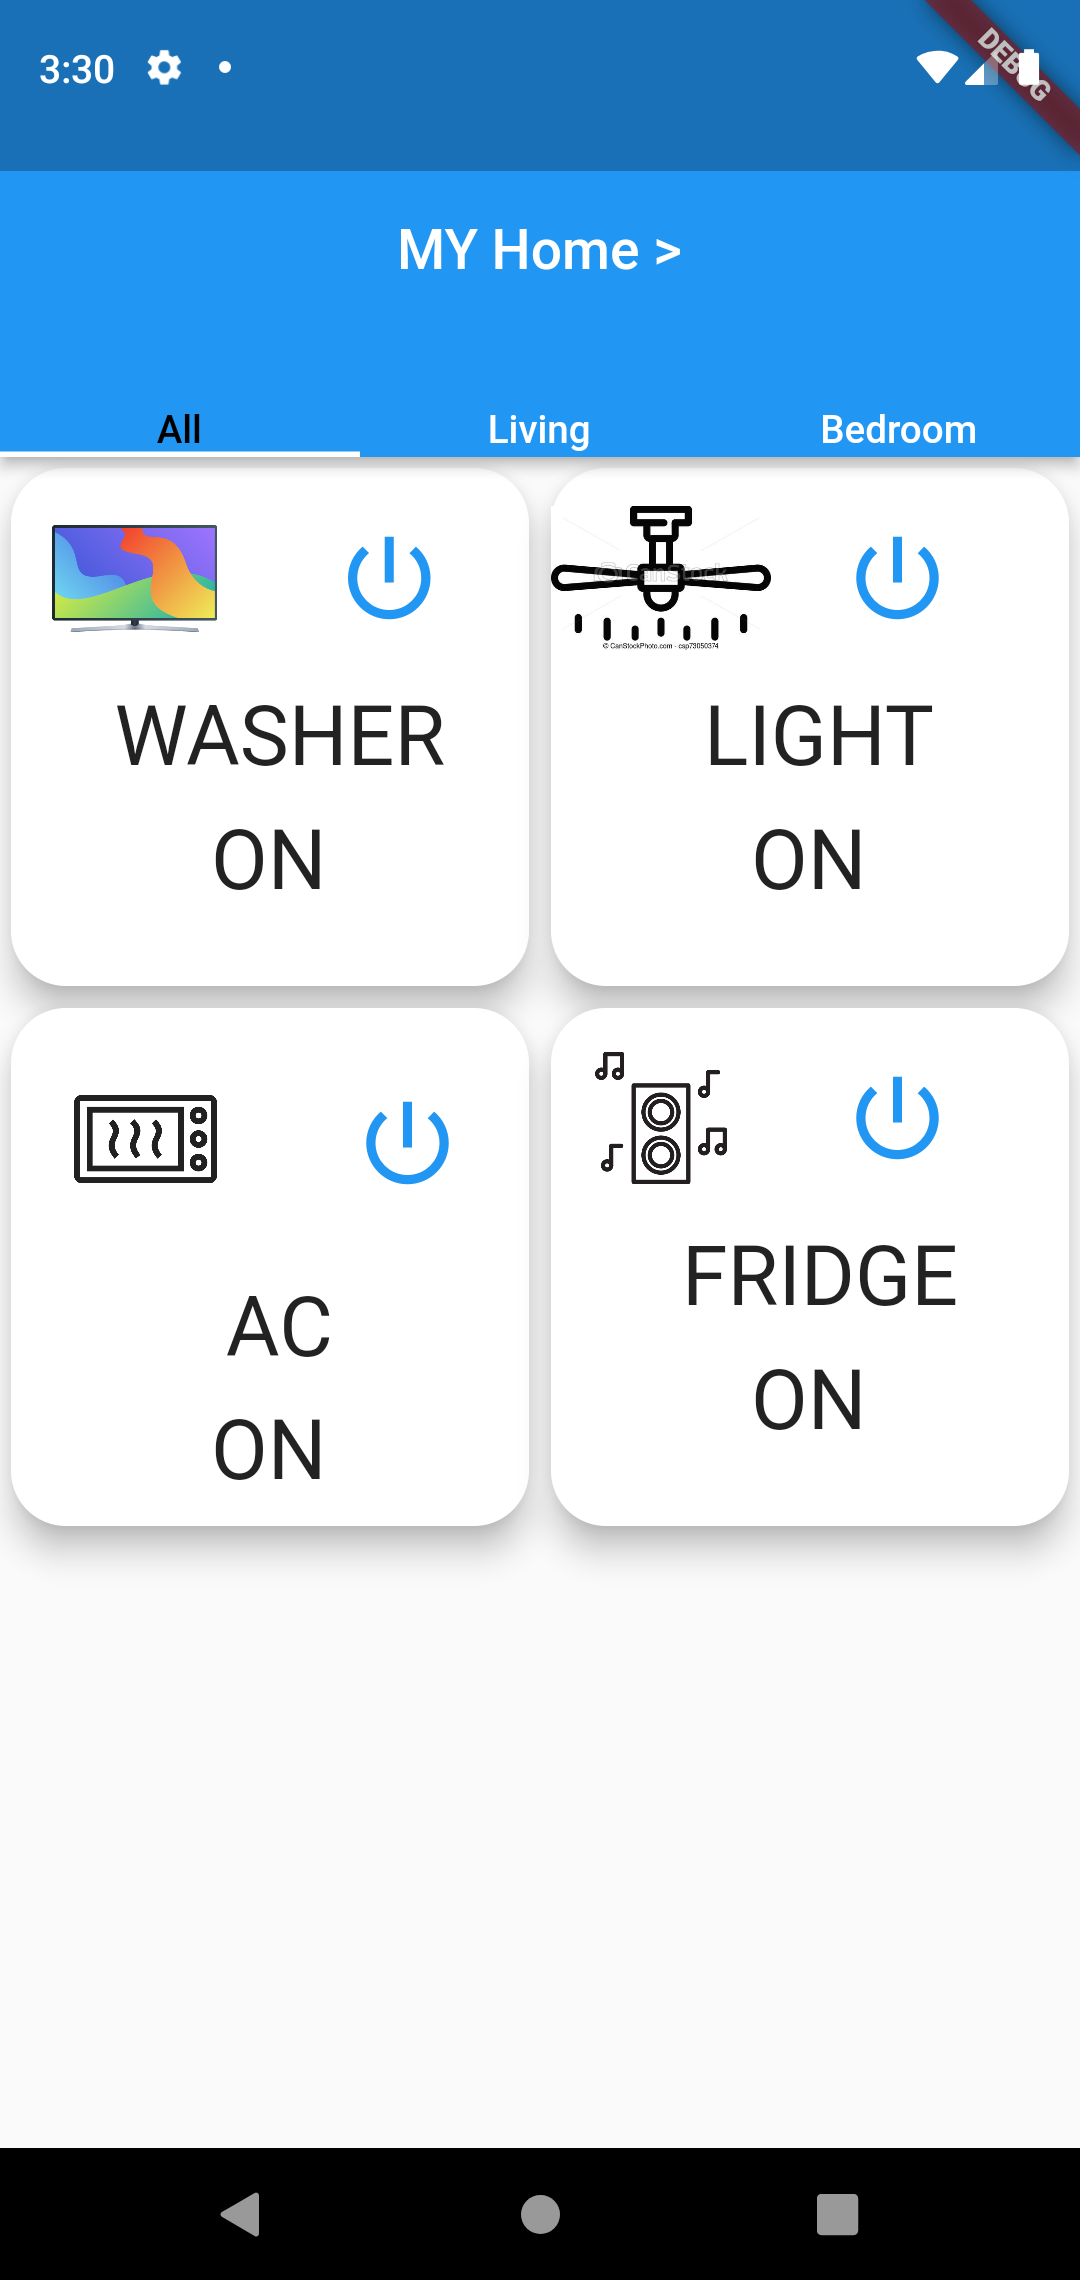 3:30
DEBUG
MY Home >
All
Living
Bedroom
CanStock
© CanStockPhoto.com - csp73050374
WASHER
ON
LIGHT
ON
AC
ON
FRIDGE
ON